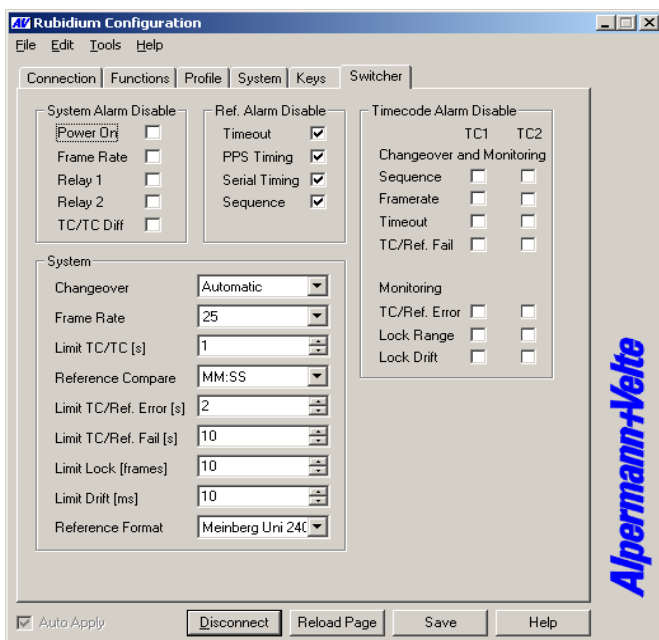 AV Rubidium Configuration
File Edit Tools Help
Connection Functions Profile System Keys Switcher
System Alarm Disable
Power On
Frame Rate
Relay 1
Relay 2
TC/TC Diff
Ref. Alarm Disable
Timeout
PPS Timing
Serial Timing
Sequence
Timecode Alarm Disable
TC1 TC2
Changeover and Monitoring
Sequence
Framerate
Timeout
TC/Ref. Fail
Monitoring
TC/Ref. Error
Lock Range
Lock Drift
System
Changeover Automatic
Frame Rate 25
Limit TC/TC [s] 1
Reference Compare MM:SS
Limit TC/Ref. Error [s] 2
Limit TC/Ref. Fail [s] 10
Limit Lock [frames] 10
Limit Drift [ms] 10
Reference Format Meinberg Uni 240
Alpermann+Velte
Auto Apply Disconnect Reload Page Save Help